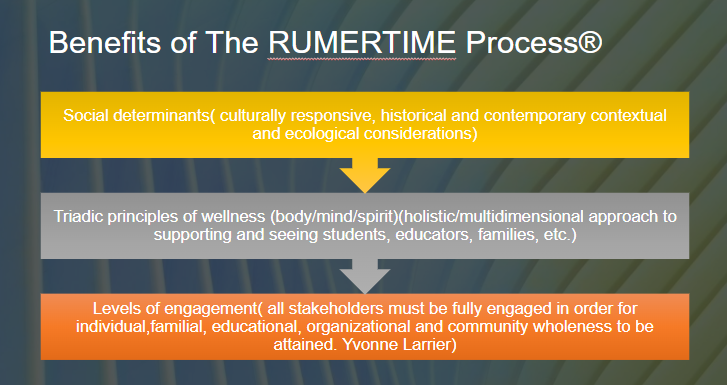 Benefits of The RUMERTIME Process®
Social determinants( culturally responsive, historical and contemporary contextual
and ecological considerations)
Triadic principles of wellness (body/mind/spirit)(holistic/multidimensional approach to
supporting and seeing students, educators, families, etc.)
Levels of engagement( all stakeholders must be fully engaged in order for
individual,familial, educational, organizational and community wholeness to be
attained. Yvonne Larrier)